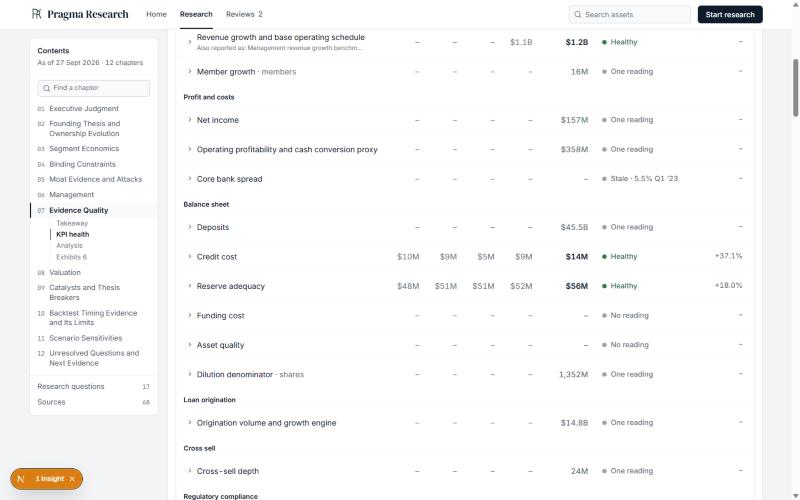 Pragma Research
Home
Research
Reviews 2
Search assets
Start research
Contents
As of 27 Sept 2026 · 12 chapters
Find a chapter
01 Executive Judgment
02 Founding Thesis and
Ownership Evolution
03 Segment Economics
04 Binding Constraints
05 Moat Evidence and Attacks
06 Management
07 Evidence Quality
Takeaway
KPI health
Analysis
Exhibits 6
08 Valuation
09 Catalysts and Thesis
Breakers
10 Backtest Timing Evidence
and Its Limits
11 Scenario Sensitivities
12 Unresolved Questions and
Next Evidence
Research questions 17
Sources 68
1 Insight
Revenue growth and base operating schedule – – – $1.1B $1.2B Healthy –
Also reported as: Management revenue growth benchm...
Member growth · members – – – – 16M One reading –
Profit and costs
Net income – – – – $157M One reading –
Operating profitability and cash conversion proxy – – – – $358M One reading –
Core bank spread – – – – – Stale · 5.5% Q1 '23 –
Balance sheet
Deposits – – – – $45.5B One reading –
Credit cost $10M $9M $5M $9M $14M Healthy +37.1%
Reserve adequacy $48M $51M $51M $52M $56M Healthy +18.0%
Funding cost – – – – – No reading –
Asset quality – – – – – No reading –
Dilution denominator · shares – – – – 1,352M One reading –
Loan origination
Origination volume and growth engine – – – – $14.8B One reading –
Cross sell
Cross-sell depth – – – – 24M One reading –
Regulatory compliance